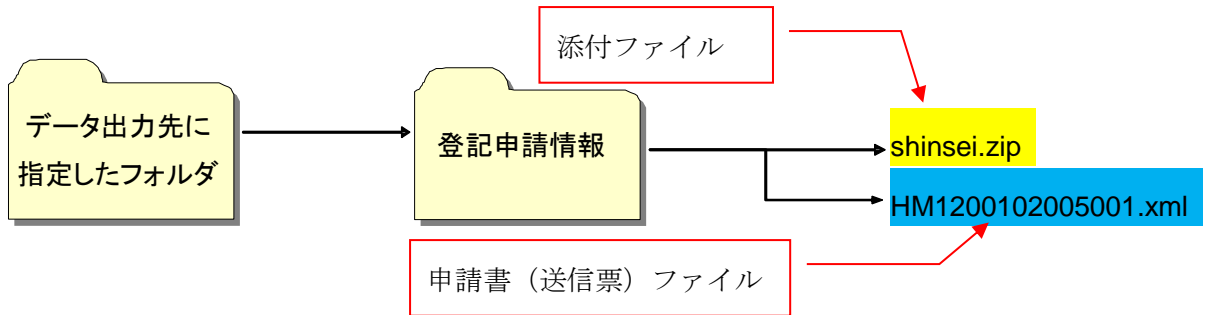 添付ファイル
データ出力先に
指定したフォルダ
登記申請情報
shinsei.zip
HM1200102005001.xml
申請書（送信票）ファイル